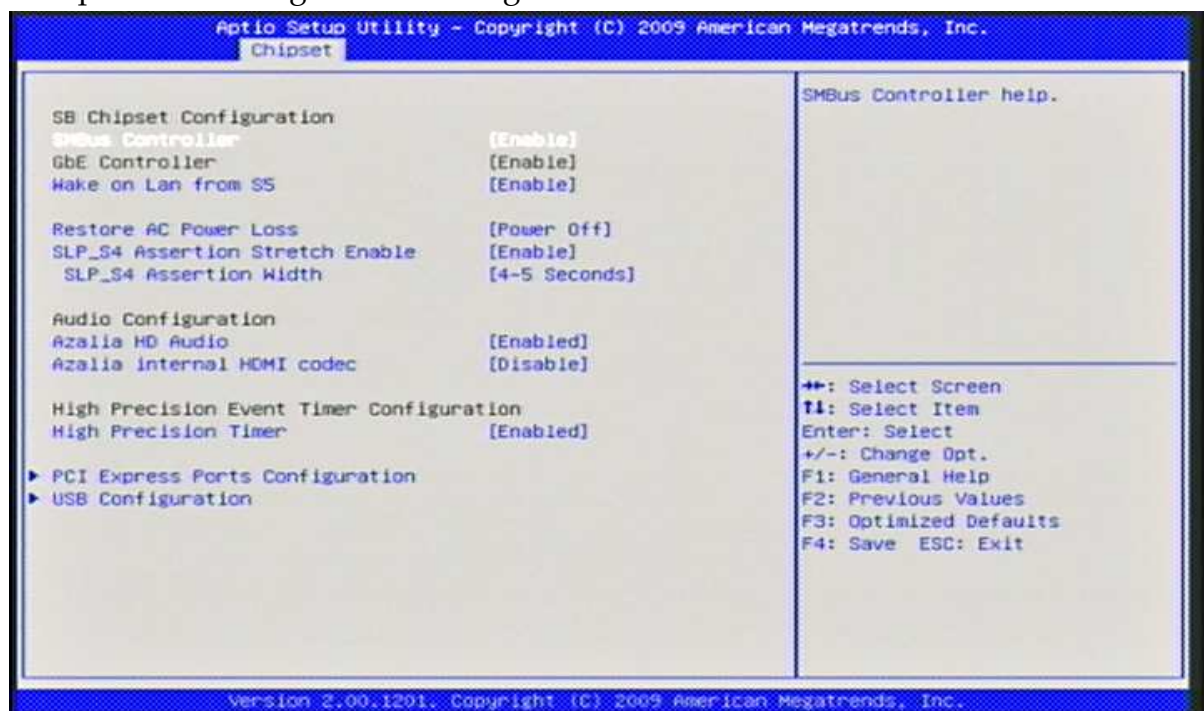 Aptio Setup Utility - Copyright (C) 2009 American Megatrends, Inc.
Chipset
SB Chipset Configuration
SMBus Controller [Enable]
GbE Controller [Enable]
Wake on Lan from S5 [Enable]
Restore AC Power Loss [Power Off]
SLP_S4 Assertion Stretch Enable [Enable]
SLP_S4 Assertion Width [4-5 Seconds]
Audio Configuration
Azalia HD Audio [Enabled]
Azalia internal HDMI codec [Disable]
High Precision Event Timer Configuration
High Precision Timer [Enabled]
▶ PCI Express Ports Configuration
▶ USB Configuration
SMBus Controller help.
→←: Select Screen
↑↓: Select Item
Enter: Select
+/-: Change Opt.
F1: General Help
F2: Previous Values
F3: Optimized Defaults
F4: Save ESC: Exit
Version 2.00.1201. Copyright (C) 2009 American Megatrends, Inc.